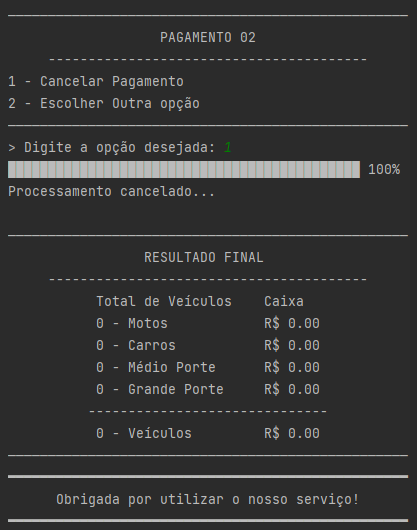 PAGAMENTO 02
----------------------------------------
1 - Cancelar Pagamento
2 - Escolher Outra opção
> Digite a opção desejada: 1
100%
Processamento cancelado...
RESULTADO FINAL
----------------------------------------
Total de Veículos    Caixa
0 - Motos            R$ 0.00
0 - Carros           R$ 0.00
0 - Médio Porte      R$ 0.00
0 - Grande Porte     R$ 0.00
------------------------------
0 - Veículos         R$ 0.00
Obrigada por utilizar o nosso serviço!